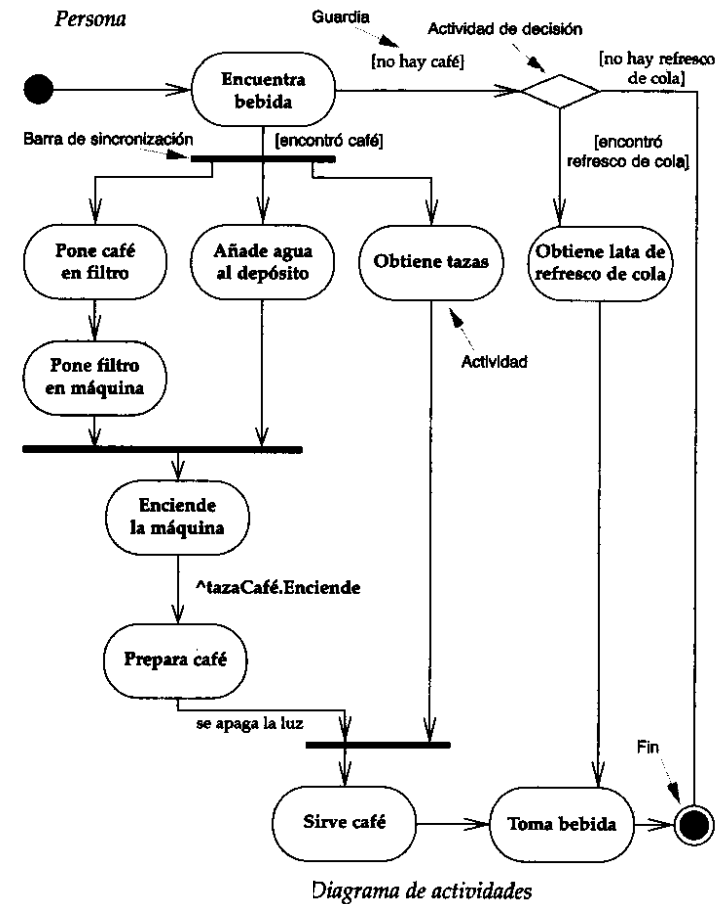 Persona
Guardia
Actividad de decisión
[no hay café]
[no hay refresco
de cola]
Encuentra
bebida
Barra de sincronización
[encontró café]
[encontró
refresco de cola]
Pone café
en filtro
Añade agua
al depósito
Obtiene tazas
Obtiene lata de
refresco de cola
Pone filtro
en máquina
Actividad
Enciende
la máquina
^tazaCafé.Enciende
Prepara café
se apaga la luz
Fin
Sirve café
Toma bebida
Diagrama de actividades